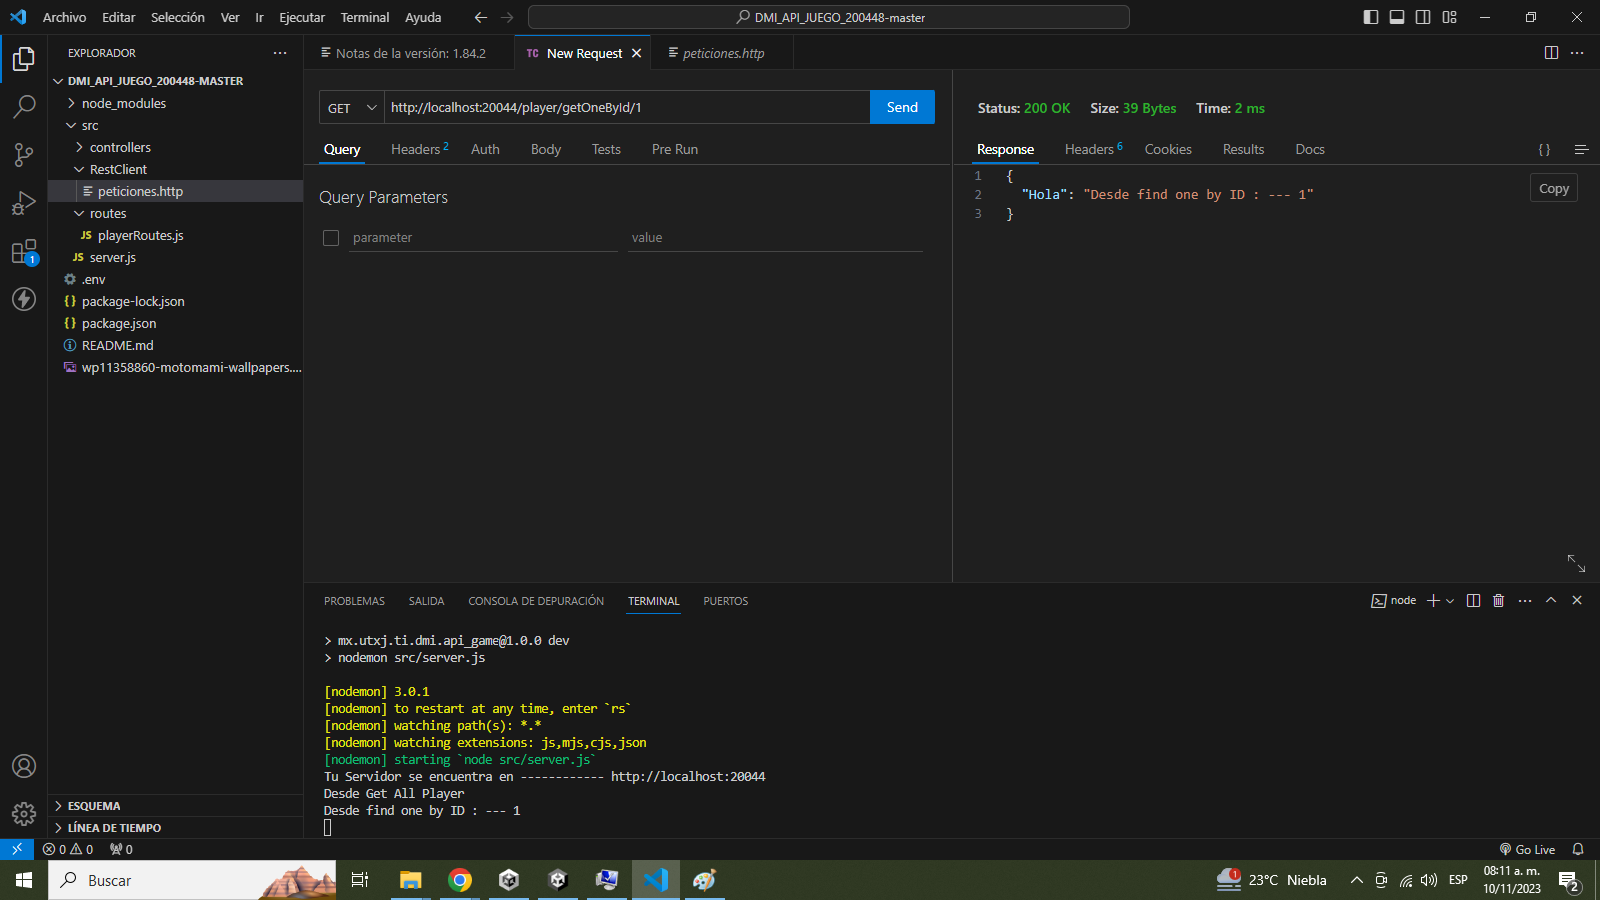 Archivo Editar Selección Ver Ir Ejecutar Terminal Ayuda
DMI_API_JUEGO_200448-master
EXPLORADOR
DMI_API_JUEGO_200448-MASTER
node_modules
src
controllers
RestClient
peticiones.http
routes
JS playerRoutes.js
JS server.js
.env
{} package-lock.json
{} package.json
README.md
wp11358860-motomami-wallpapers....
ESQUEMA
LÍNEA DE TIEMPO
1
Notas de la versión: 1.84.2
TC New Request
peticiones.http
GET
http://localhost:20044/player/getOneById/1
Send
Query Headers 2 Auth Body Tests Pre Run
Query Parameters
parameter value
Status: 200 OK Size: 39 Bytes Time: 2 ms
Response Headers 6 Cookies Results Docs { }
Copy
1 {
2 "Hola": "Desde find one by ID : --- 1"
3 }
PROBLEMAS SALIDA CONSOLA DE DEPURACIÓN TERMINAL PUERTOS
node
> mx.utxj.ti.dmi.api_game@1.0.0 dev
> nodemon src/server.js
[nodemon] 3.0.1
[nodemon] to restart at any time, enter `rs`
[nodemon] watching path(s): *.*
[nodemon] watching extensions: js,mjs,cjs,json
[nodemon] starting `node src/server.js`
Tu Servidor se encuentra en ------------ http://localhost:20044
Desde Get All Player
Desde find one by ID : --- 1
0 0 0
Go Live
Buscar
1
23°C Niebla
ESP
08:11 a. m.
10/11/2023
2